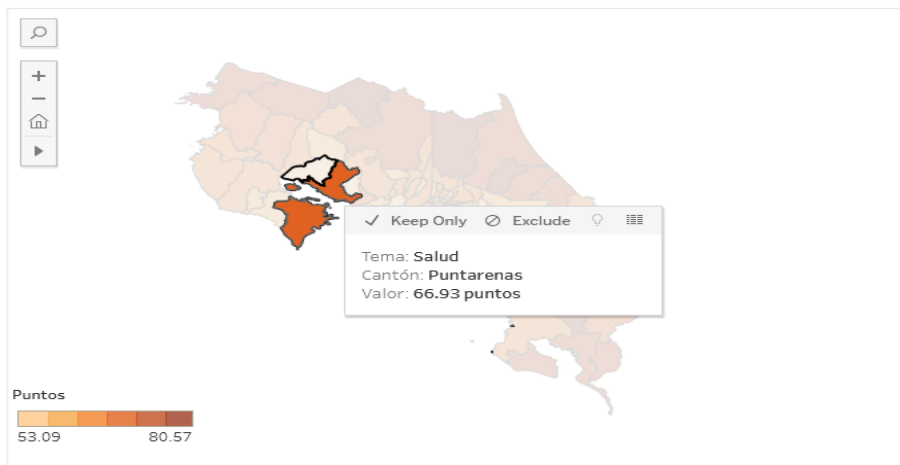 Keep Only Exclude
Tema: Salud
Cantón: Puntarenas
Valor: 66.93 puntos
Puntos
53.09 80.57